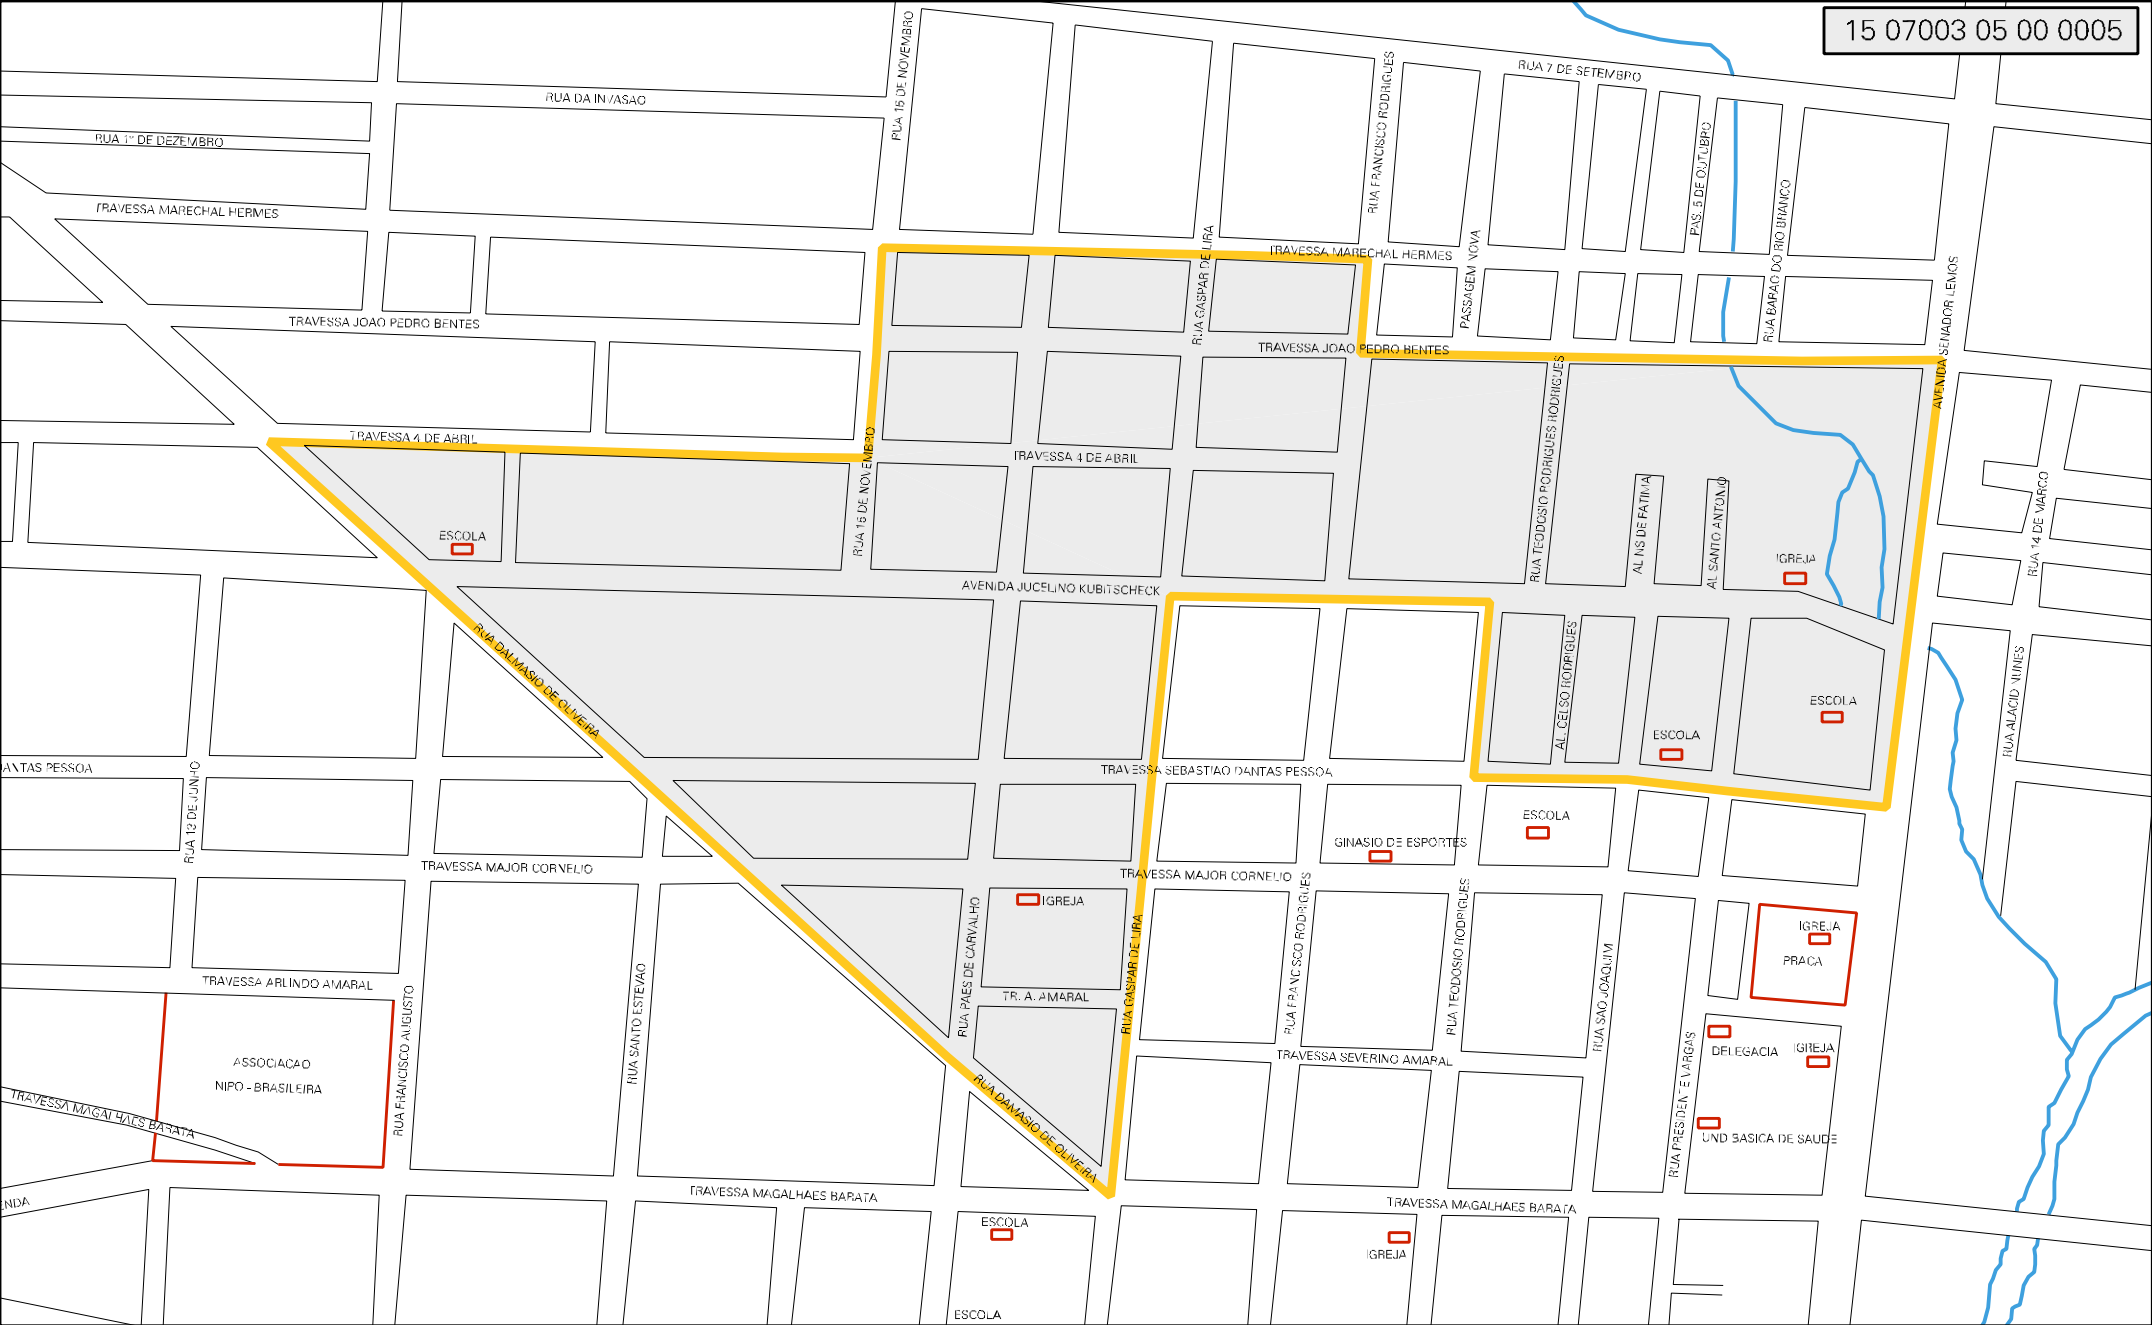 15 07003 05 00 0005
RUA 7 DE SETEMBRO
RUA 15 DE NOVEMBRO
RUA FRANCISCO RODRIGUES
RUA DA INVASAO
RUA 1º DE DEZEMBRO
PAS. 5 DE OUTUBRO
RUA BARAO DO RIO BRANCO
TRAVESSA MARECHAL HERMES
RUA GASPAR DE LIRA
TRAVESSA MARECHAL HERMES
PASSAGEM NOVA
AVENIDA SENADOR LEMOS
TRAVESSA JOAO PEDRO BENTES
TRAVESSA JOAO PEDRO BENTES
RUA TEODOSIO RODRIGUES RODRIGUES
TRAVESSA 4 DE ABRIL
RUA 15 DE NOVEMBRO
TRAVESSA 4 DE ABRIL
AL NS DE FATIMA
AL SANTO ANTONIO
RUA 14 DE MARCO
ESCOLA
IGREJA
AVENIDA JUCELINO KUBITSCHECK
RUA DALMASIO DE OLIVEIRA
AL. CELSO RODRIGUES
RUA ALACID NUNES
ESCOLA
ESCOLA
DANTAS PESSOA
TRAVESSA SEBASTIAO DANTAS PESSOA
RUA 13 DE JUNHO
ESCOLA
GINASIO DE ESPORTES
TRAVESSA MAJOR CORNELIO
TRAVESSA MAJOR CORNELIO
RUA PAES DE CARVALHO
IGREJA
RUA GASPAR DE LIRA
RUA FRANCISCO RODRIGUES
RUA TEODOSIO RODRIGUES
RUA SAO JOAQUIM
IGREJA
PRACA
TRAVESSA ARLINDO AMARAL
RUA FRANCISCO AUGUSTO
RUA SANTO ESTEVAO
TR. A. AMARAL
RUA PRESIDENTE VARGAS
DELEGACIA
IGREJA
ASSOCIACAO
NIPO - BRASILEIRA
TRAVESSA SEVERINO AMARAL
TRAVESSA MAGALHAES BARATA
RUA DAMASIO DE OLIVEIRA
UND BASICA DE SAUDE
ENDA
TRAVESSA MAGALHAES BARATA
TRAVESSA MAGALHAES BARATA
ESCOLA
IGREJA
ESCOLA